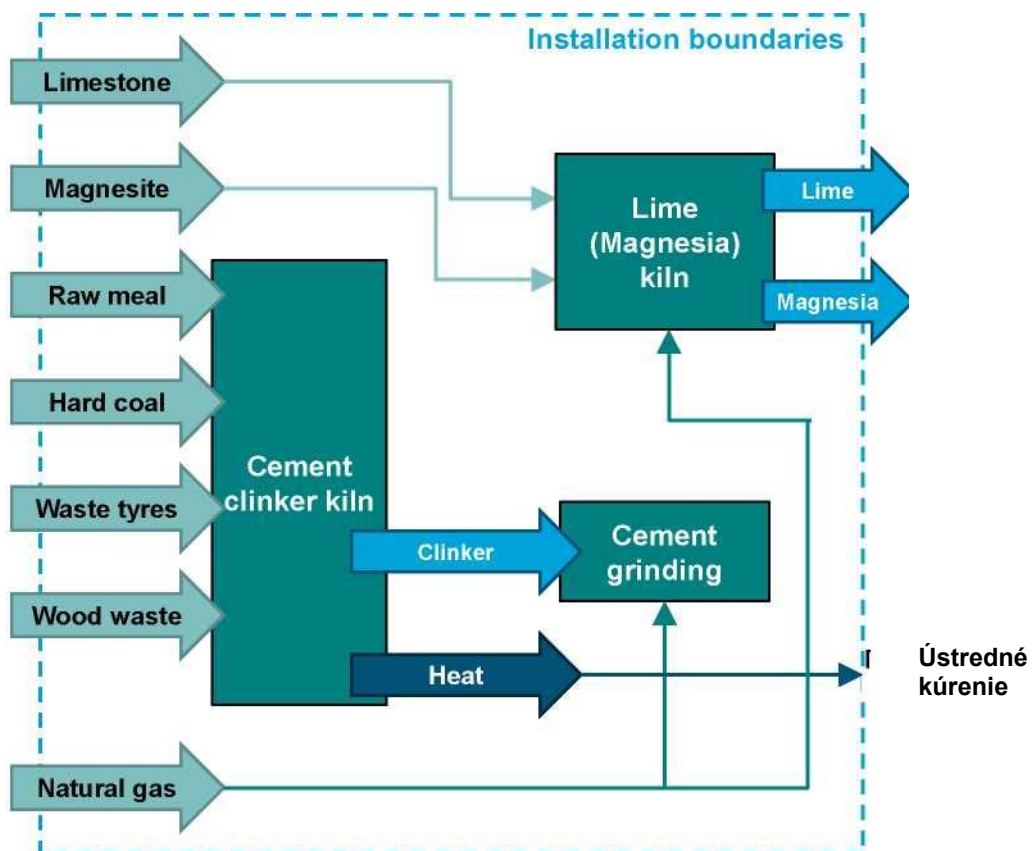 Installation boundaries
Limestone
Magnesite
Lime
(Magnesia)
kiln
Lime
Magnesia
Raw meal
Hard coal
Waste tyres
Wood waste
Cement
clinker kiln
Clinker
Cement
grinding
Heat
Ústredné
kúrenie
Natural gas